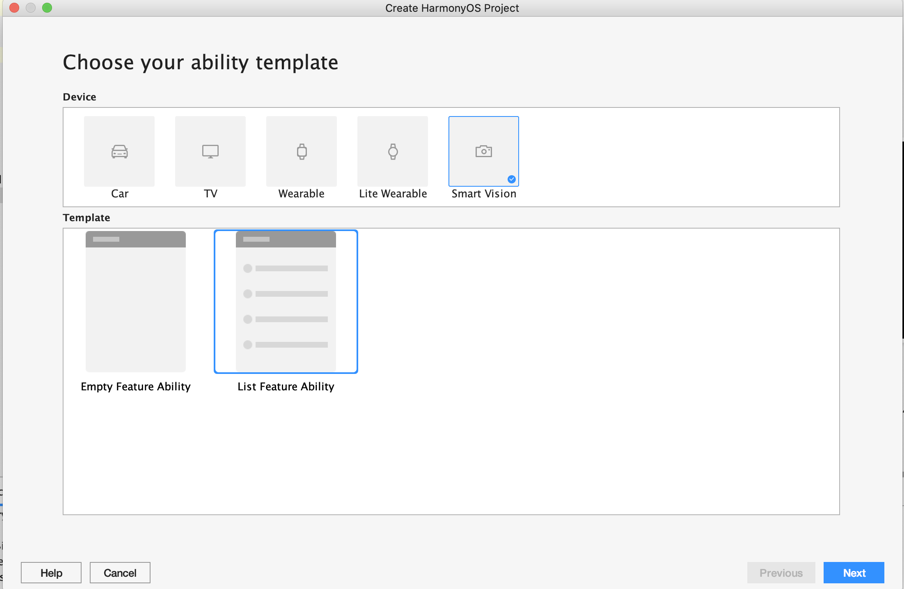 Create HarmonyOS Project
Choose your ability template
Device
Car TV Wearable Lite Wearable Smart Vision
Template
Empty Feature Ability List Feature Ability
Help Cancel Previous Next